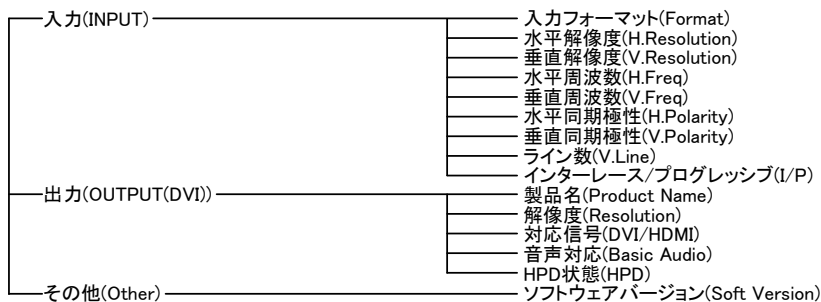 入力(INPUT) 入力フォーマット(Format)
水平解像度(H.Resolution)
垂直解像度(V.Resolution)
水平周波数(H.Freq)
垂直周波数(V.Freq)
水平同期極性(H.Polarity)
垂直同期極性(V.Polarity)
ライン数(V.Line)
インターレース/プログレッシブ(I/P)
出力(OUTPUT(DVI)) 製品名(Product Name)
解像度(Resolution)
対応信号(DVI/HDMI)
音声対応(Basic Audio)
HPD状態(HPD)
その他(Other) ソフトウェアバージョン(Soft Version)